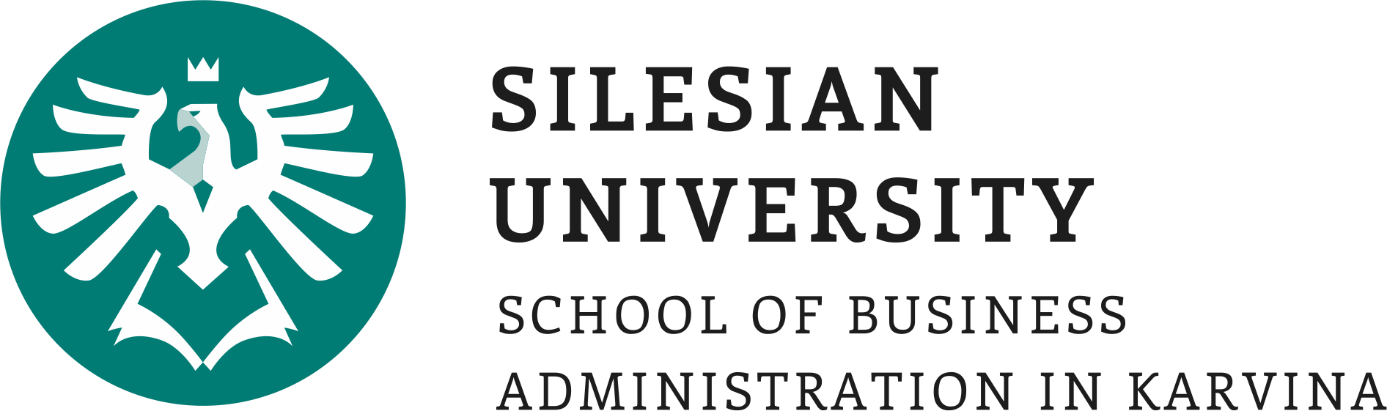 SILESIAN
UNIVERSITY
SCHOOL OF BUSINESS
ADMINISTRATION IN KARVINA